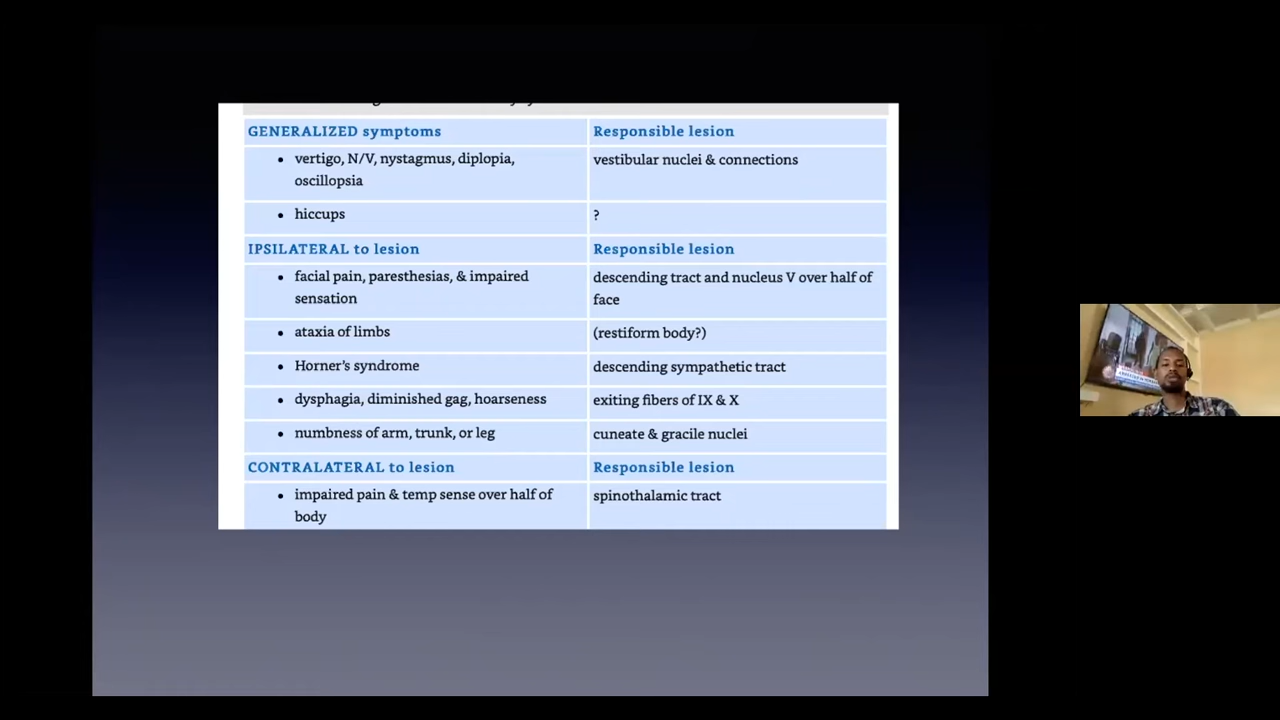 GENERALIZED symptoms
Responsible lesion
• vertigo, N/V, nystagmus, diplopia,
oscillopsia
vestibular nuclei & connections
• hiccups
?
IPSILATERAL to lesion
Responsible lesion
• facial pain, paresthesias, & impaired
sensation
descending tract and nucleus V over half of
face
• ataxia of limbs
(restiform body?)
• Horner’s syndrome
descending sympathetic tract
• dysphagia, diminished gag, hoarseness
exiting fibers of IX & X
• numbness of arm, trunk, or leg
cuneate & gracile nuclei
CONTRALATERAL to lesion
Responsible lesion
• impaired pain & temp sense over half of
body
spinothalamic tract